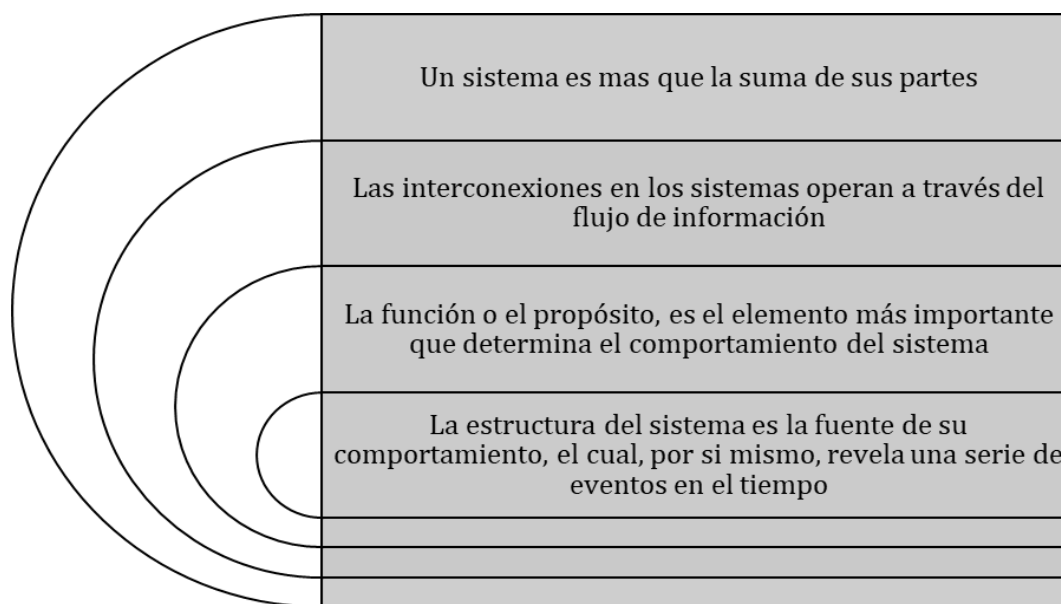 Un sistema es mas que la suma de sus partes
Las interconexiones en los sistemas operan a través del
flujo de información
La función o el propósito, es el elemento más importante
que determina el comportamiento del sistema
La estructura del sistema es la fuente de su
comportamiento, el cual, por si mismo, revela una serie de
eventos en el tiempo